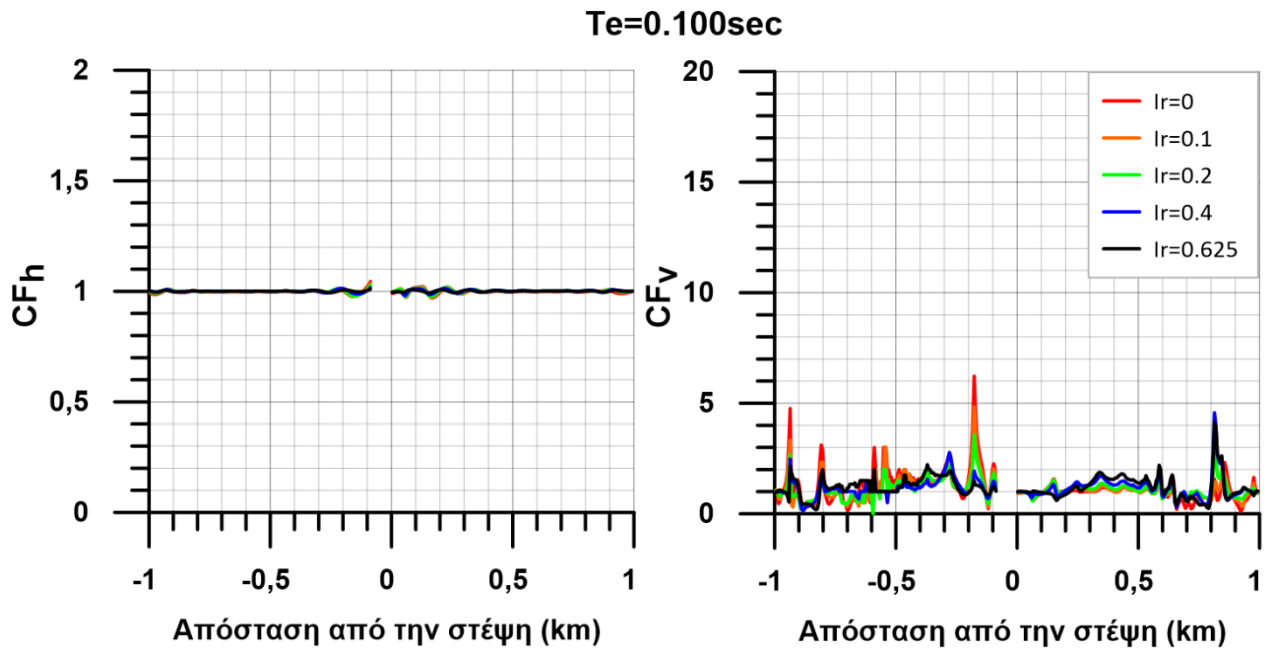 Te=0.100sec
2
1,5
1
0,5
0
CFh
-1
-0,5
0
0,5
1
Απόσταση από την στέψη (km)
20
15
10
5
0
CFv
-1
-0,5
0
0,5
1
Απόσταση από την στέψη (km)
Ir=0
Ir=0.1
Ir=0.2
Ir=0.4
Ir=0.625